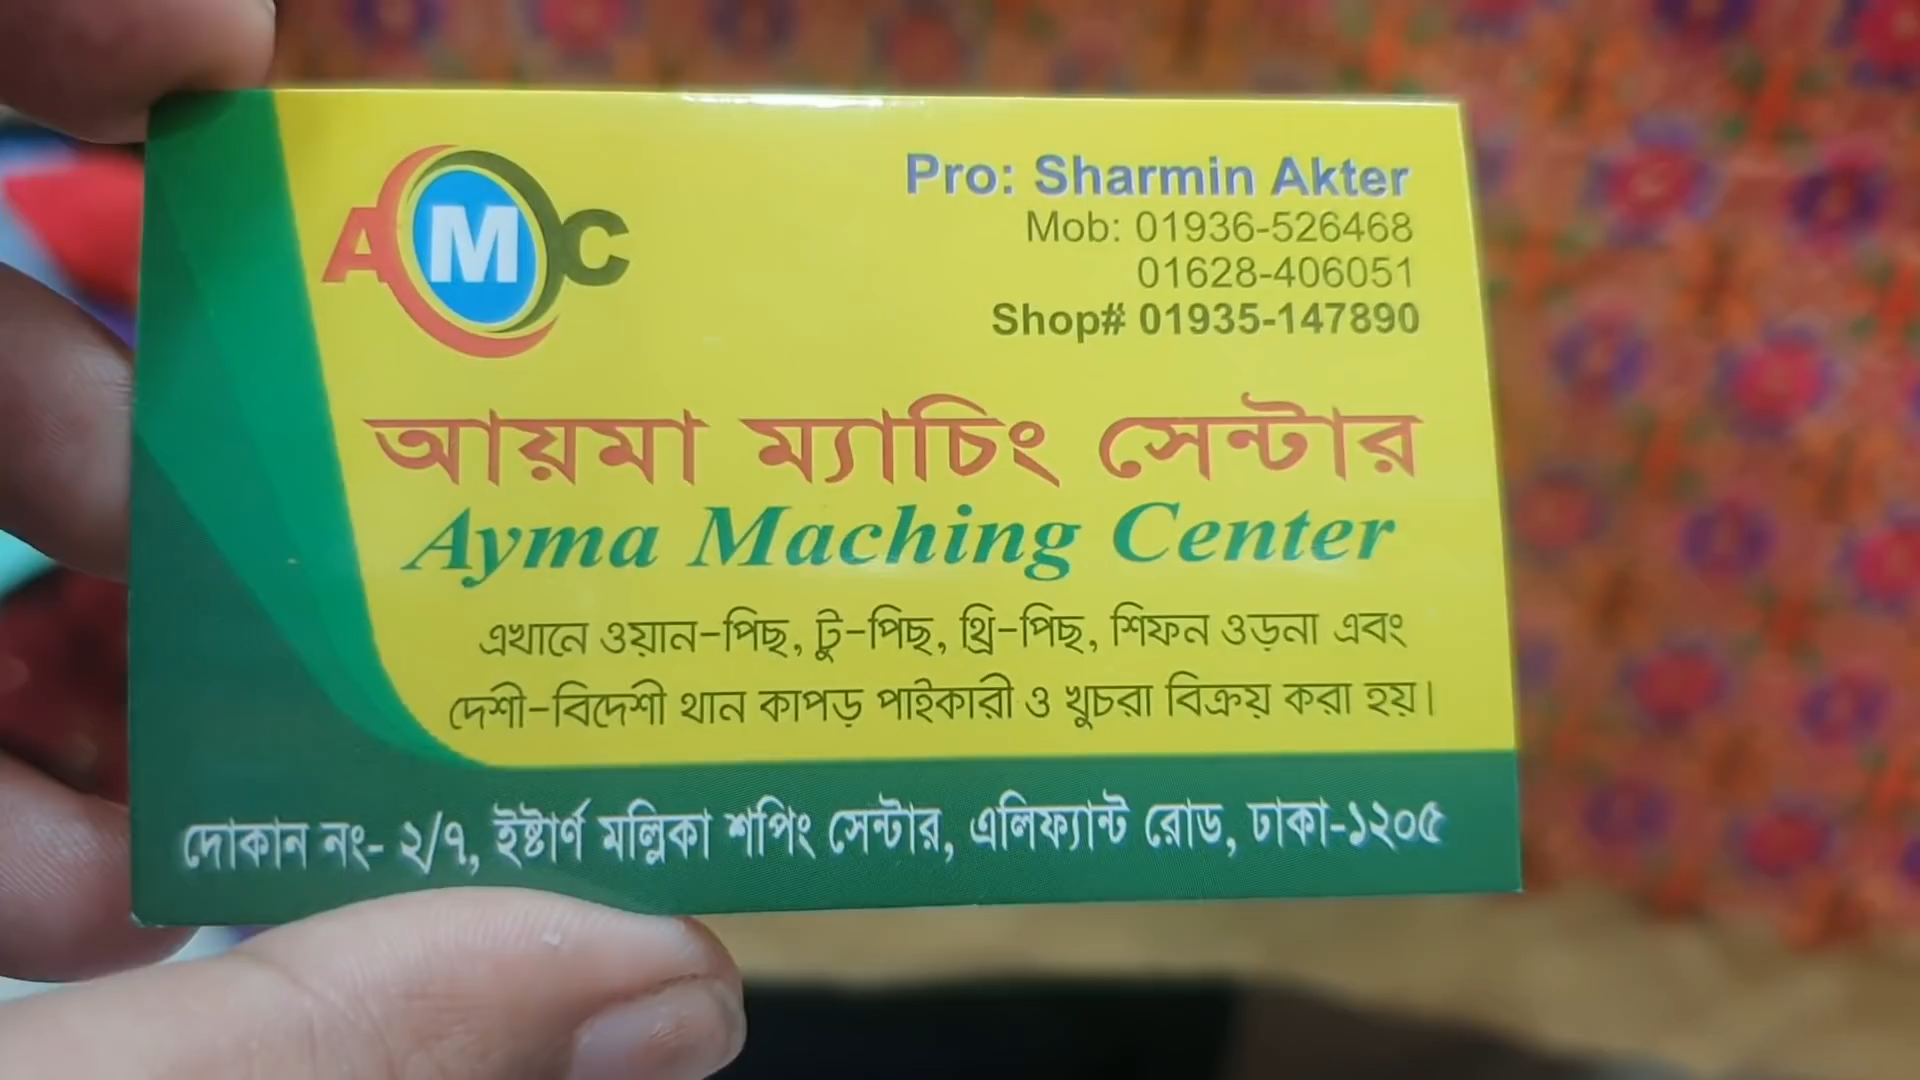 AMC
Pro: Sharmin Akter
Mob: 01936-526468
01628-406051
Shop# 01935-147890
আয়মা ম্যাচিং সেন্টার
Ayma Maching Center
এখানে ওয়ান-পিছ, টু-পিছ, থ্রি-পিছ, শিফন ওড়না এবং
দেশী-বিদেশী থান কাপড় পাইকারী ও খুচরা বিক্রয় করা হয়।
দোকান নং- ২/৭, ইষ্টার্ণ মল্লিকা শপিং সেন্টার, এলিফ্যান্ট রোড, ঢাকা-১২০৫